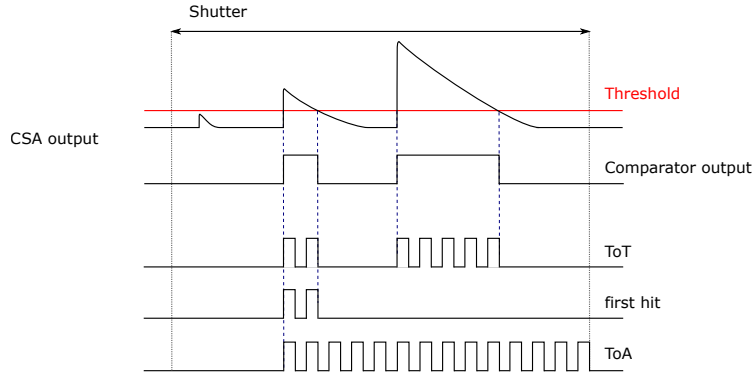 Shutter
Threshold
CSA output
Comparator output
ToT
first hit
ToA